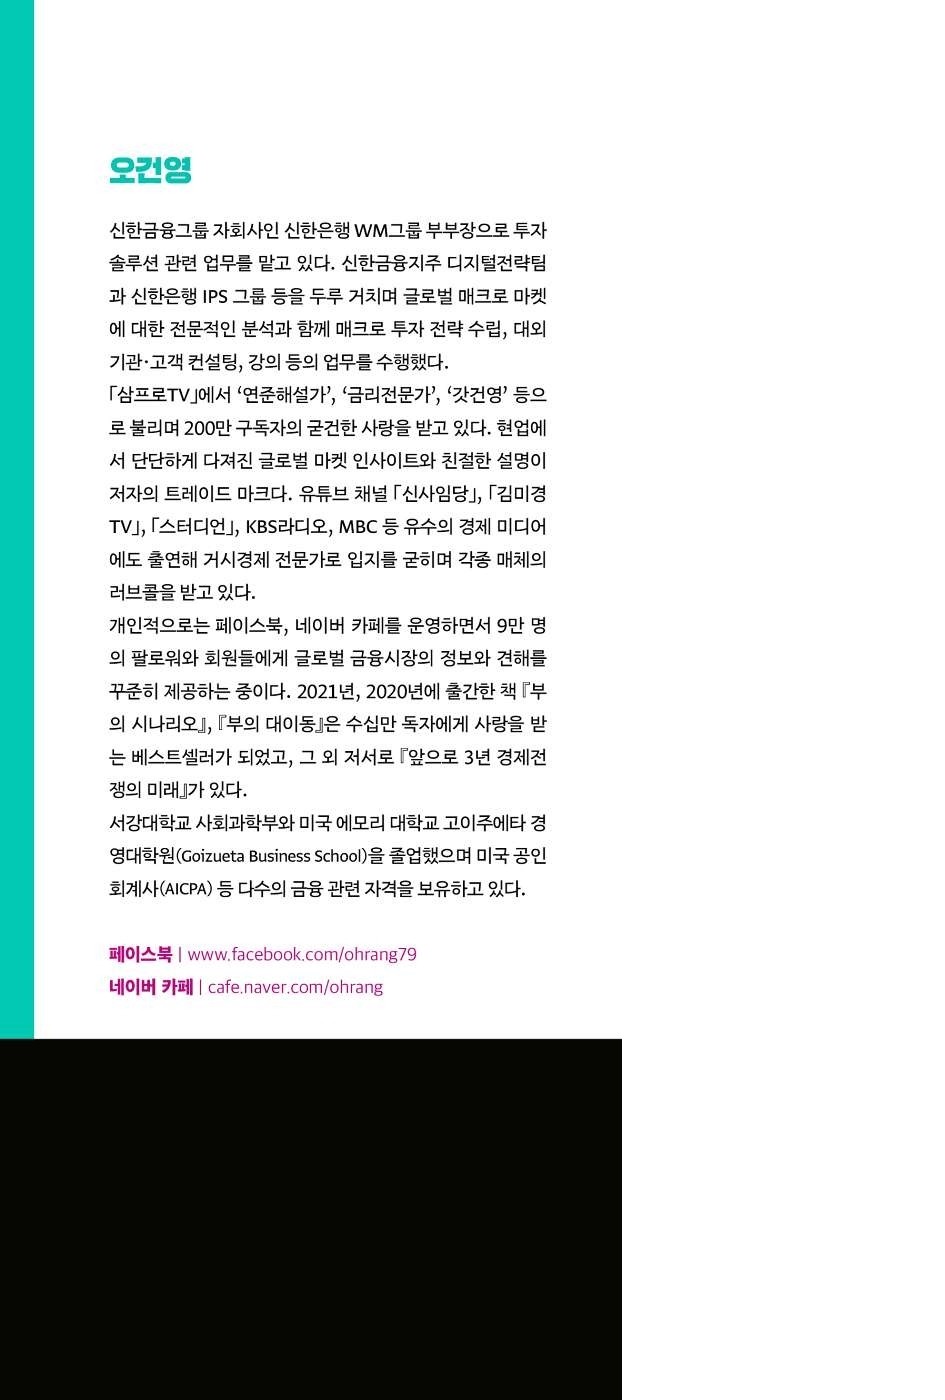 오건영
신한금융그룹 자회사인 신한은행 WM그룹 부부장으로 투자
솔루션 관련 업무를 맡고 있다. 신한금융지주 디지털전략팀
과 신한은행 IPS 그룹 등을 두루 거치며 글로벌 매크로 마켓
에 대한 전문적인 분석과 함께 매크로 투자 전략 수립, 대외
기관·고객 컨설팅, 강의 등의 업무를 수행했다.
「삼프로TV」에서 ‘연준해설가’, ‘금리전문가’, ‘갓건영’ 등으
로 불리며 200만 구독자의 굳건한 사랑을 받고 있다. 현업에
서 단단하게 다져진 글로벌 마켓 인사이트와 친절한 설명이
저자의 트레이드 마크다. 유튜브 채널 「신사임당」, 「김미경
TV」, 「스터디언」, KBS라디오, MBC 등 유수의 경제 미디어
에도 출연해 거시경제 전문가로 입지를 굳히며 각종 매체의
러브콜을 받고 있다.
개인적으로는 페이스북, 네이버 카페를 운영하면서 9만 명
의 팔로워와 회원들에게 글로벌 금융시장의 정보와 견해를
꾸준히 제공하는 중이다. 2021년, 2020년에 출간한 책 『부
의 시나리오』, 『부의 대이동』은 수십만 독자에게 사랑을 받
는 베스트셀러가 되었고, 그 외 저서로 『앞으로 3년 경제전
쟁의 미래』가 있다.
서강대학교 사회과학부와 미국 에모리 대학교 고이주에타 경
영대학원(Goizueta Business School)을 졸업했으며 미국 공인
회계사(AICPA) 등 다수의 금융 관련 자격을 보유하고 있다.
페이스북 | www.facebook.com/ohrang79
네이버 카페 | cafe.naver.com/ohrang